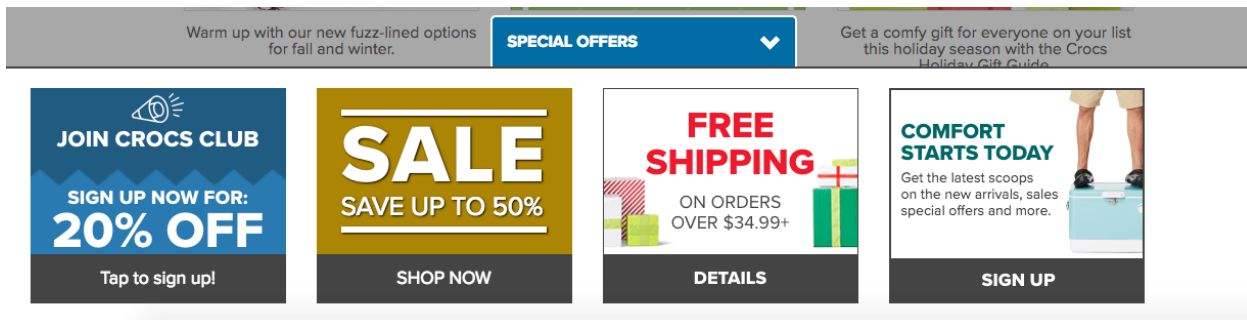 Warm up with our new fuzz-lined options
for fall and winter.
SPECIAL OFFERS
Get a comfy gift for everyone on your list
this holiday season with the Crocs
Holiday Gift Guide
JOIN CROCS CLUB
SIGN UP NOW FOR:
20% OFF
Tap to sign up!
SALE
SAVE UP TO 50%
SHOP NOW
FREE
SHIPPING
ON ORDERS
OVER $34.99+
DETAILS
COMFORT
STARTS TODAY
Get the latest scoops
on the new arrivals, sales
special offers and more.
SIGN UP